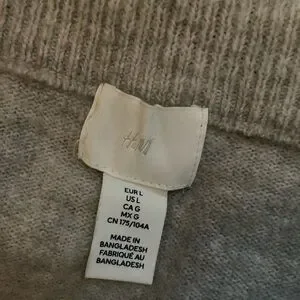 H&M
EUR L
US L
CA G
MX G
CN 175/104A
MADE IN
BANGLADESH
FABRIQUÉ AU
BANGLADESH